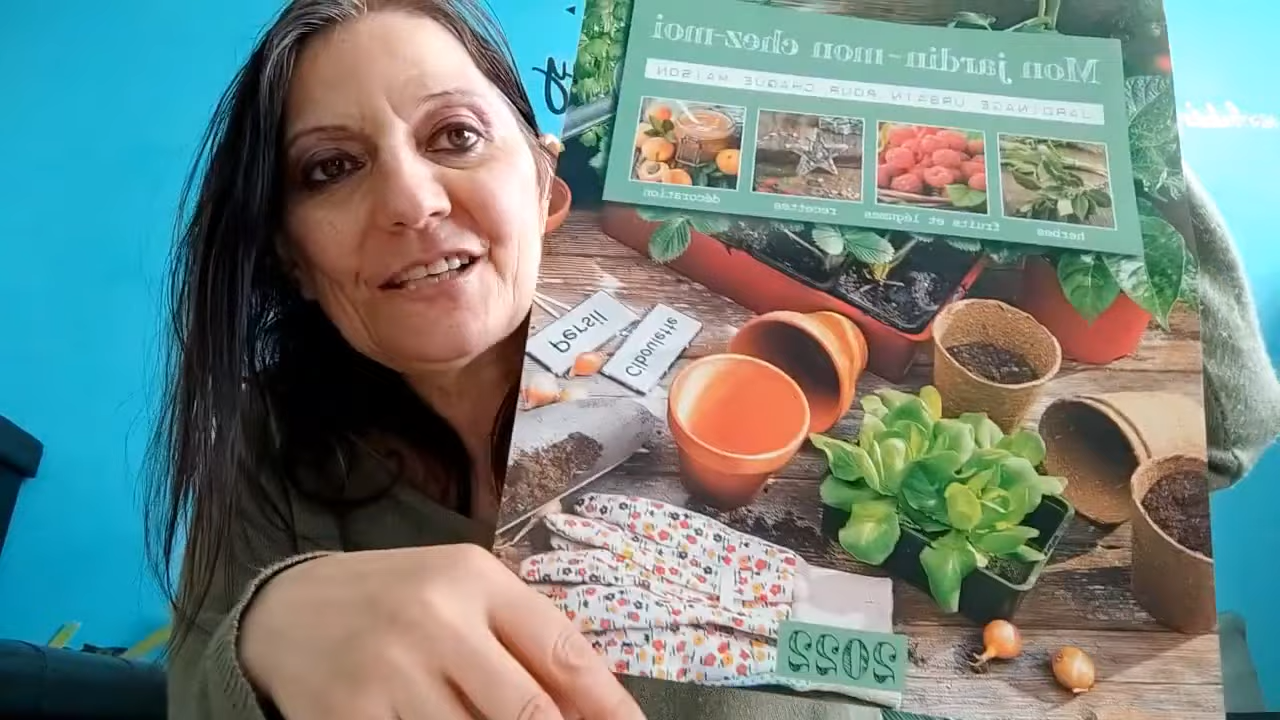 Mon jardin - mon chez-moi
JARDINAGE URBAIN POUR CHAQUE MAISON
herbes
fruits et légumes
recettes
décoration
Persil
Ciboulette
2022